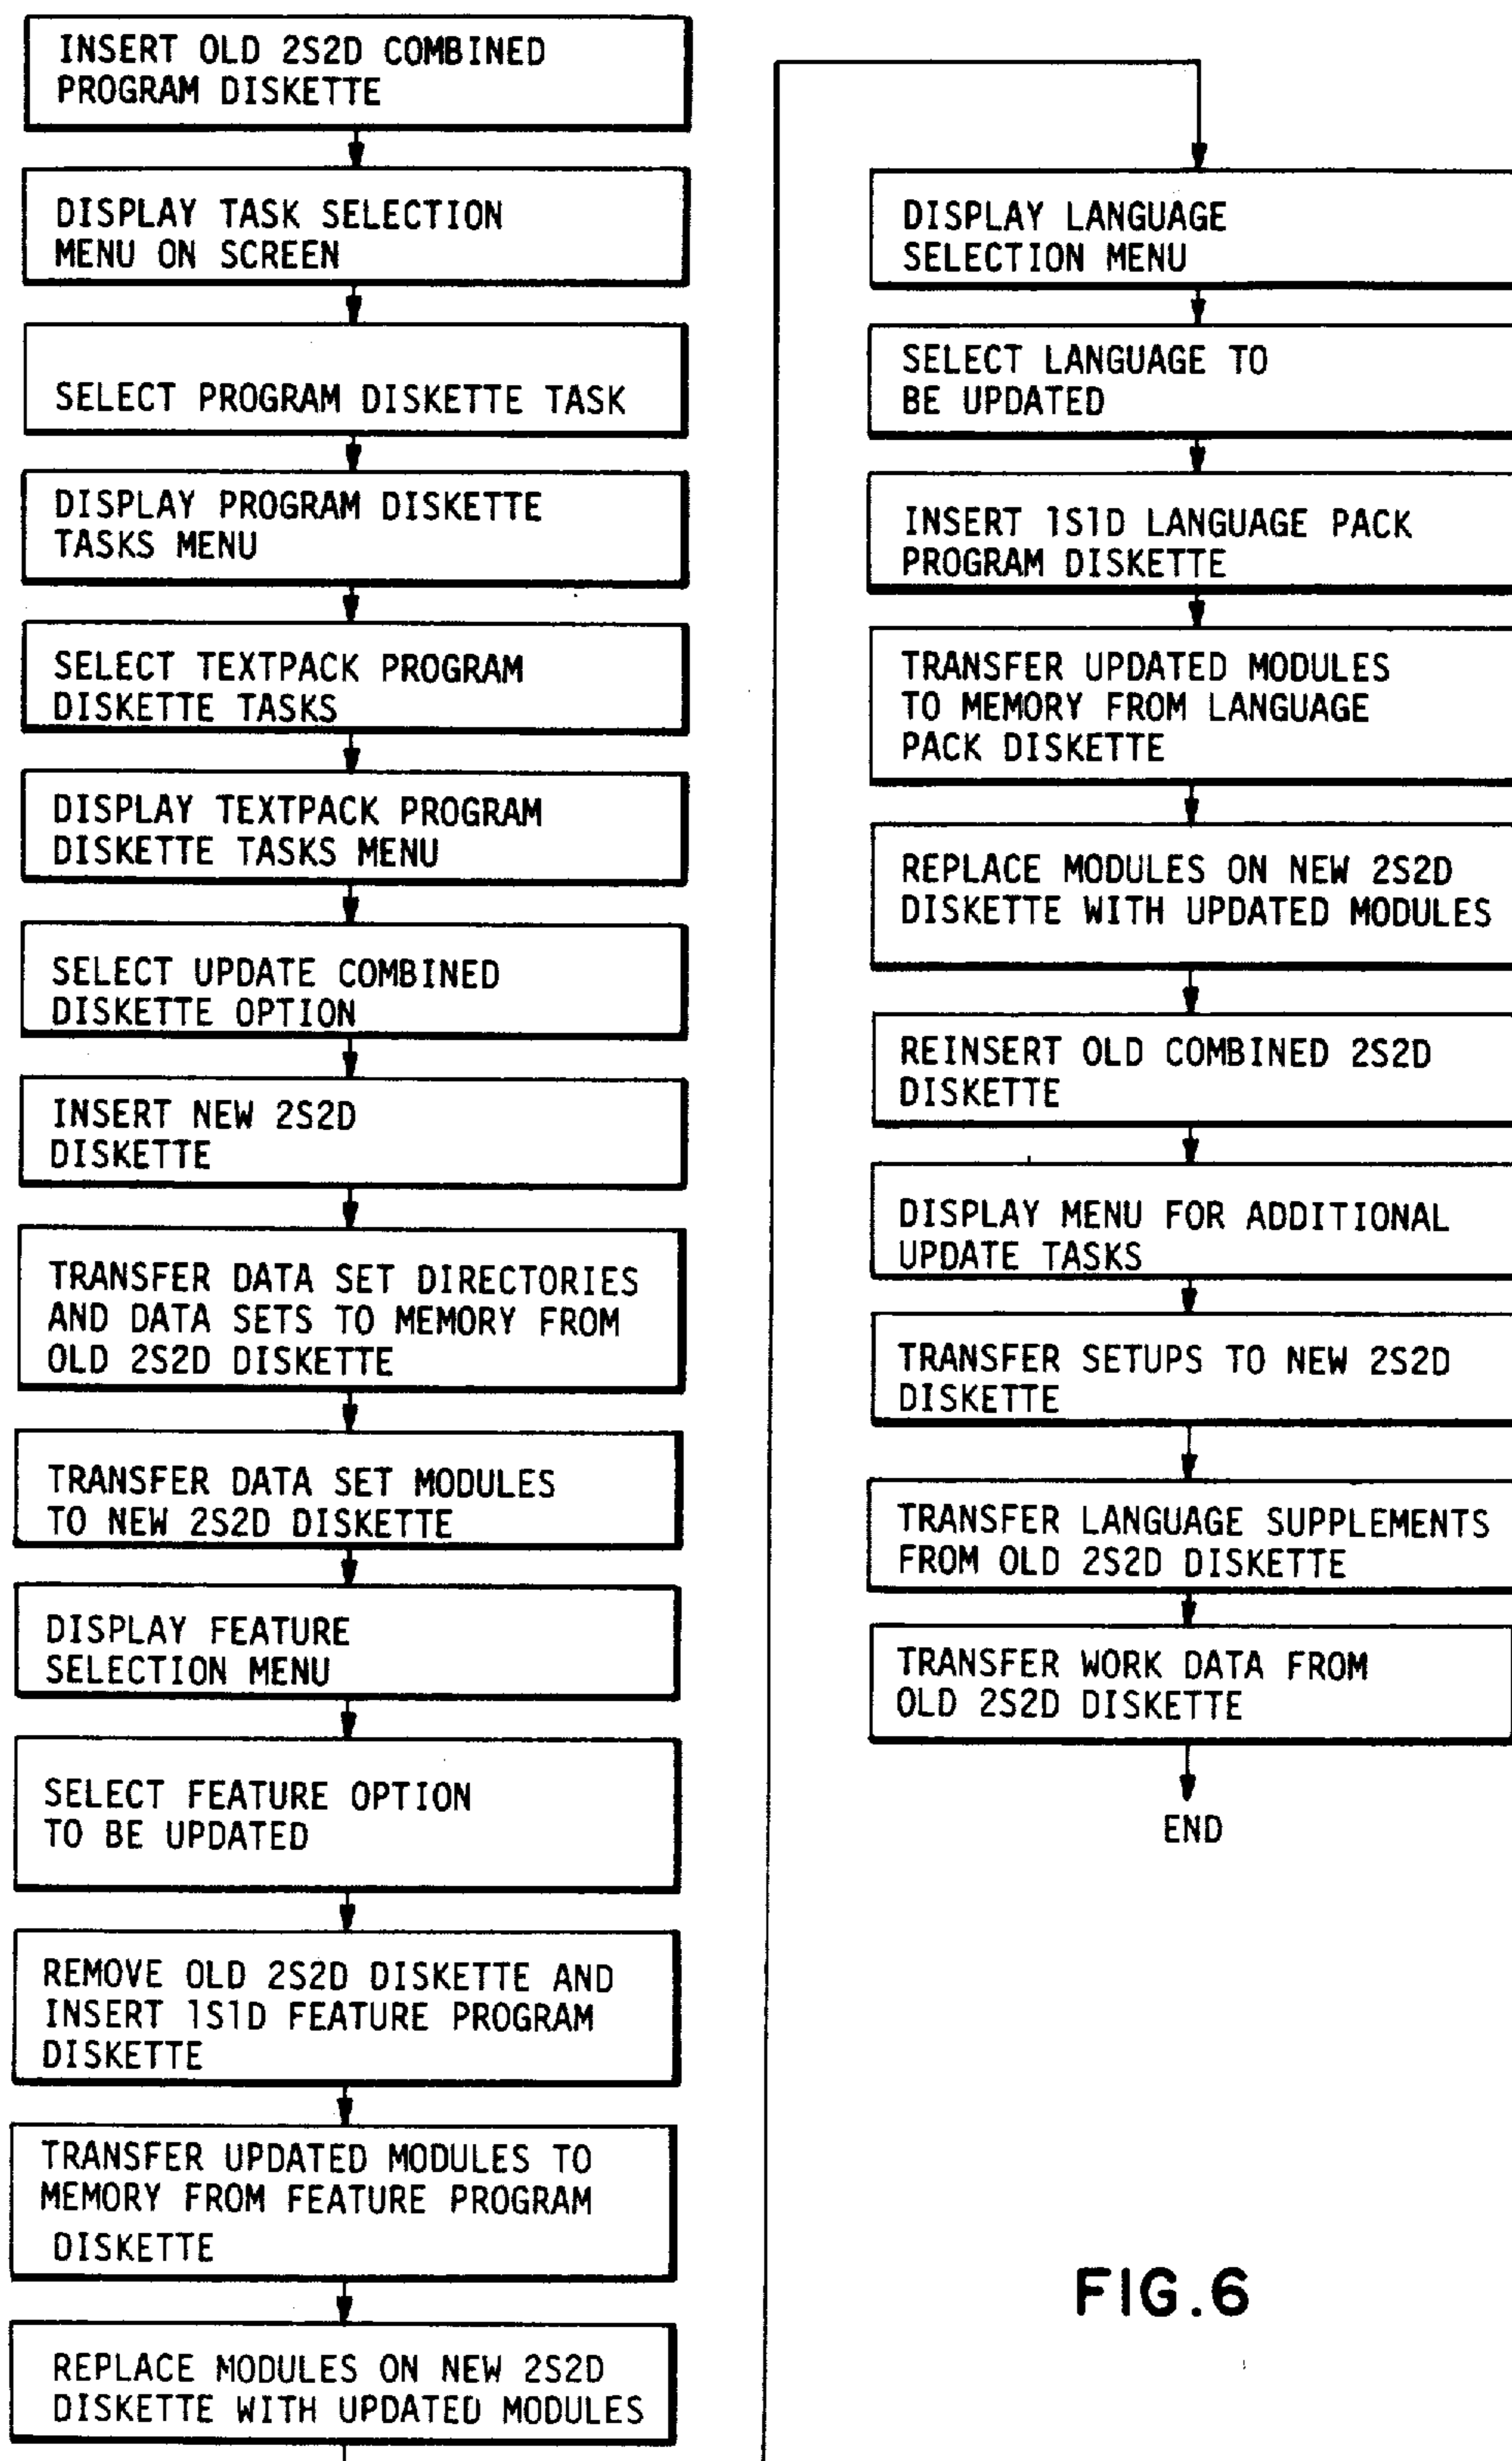 INSERT OLD 2S2D COMBINED
PROGRAM DISKETTE
DISPLAY TASK SELECTION
MENU ON SCREEN
SELECT PROGRAM DISKETTE TASK
DISPLAY PROGRAM DISKETTE
TASKS MENU
SELECT TEXTPACK PROGRAM
DISKETTE TASKS
DISPLAY TEXTPACK PROGRAM
DISKETTE TASKS MENU
SELECT UPDATE COMBINED
DISKETTE OPTION
INSERT NEW 2S2D
DISKETTE
TRANSFER DATA SET DIRECTORIES
AND DATA SETS TO MEMORY FROM
OLD 2S2D DISKETTE
TRANSFER DATA SET MODULES
TO NEW 2S2D DISKETTE
DISPLAY FEATURE
SELECTION MENU
SELECT FEATURE OPTION
TO BE UPDATED
REMOVE OLD 2S2D DISKETTE AND
INSERT 1S1D FEATURE PROGRAM
DISKETTE
TRANSFER UPDATED MODULES TO
MEMORY FROM FEATURE PROGRAM
DISKETTE
REPLACE MODULES ON NEW 2S2D
DISKETTE WITH UPDATED MODULES
DISPLAY LANGUAGE
SELECTION MENU
SELECT LANGUAGE TO
BE UPDATED
INSERT 1S1D LANGUAGE PACK
PROGRAM DISKETTE
TRANSFER UPDATED MODULES
TO MEMORY FROM LANGUAGE
PACK DISKETTE
REPLACE MODULES ON NEW 2S2D
DISKETTE WITH UPDATED MODULES
REINSERT OLD COMBINED 2S2D
DISKETTE
DISPLAY MENU FOR ADDITIONAL
UPDATE TASKS
TRANSFER SETUPS TO NEW 2S2D
DISKETTE
TRANSFER LANGUAGE SUPPLEMENTS
FROM OLD 2S2D DISKETTE
TRANSFER WORK DATA FROM
OLD 2S2D DISKETTE
END
FIG.6